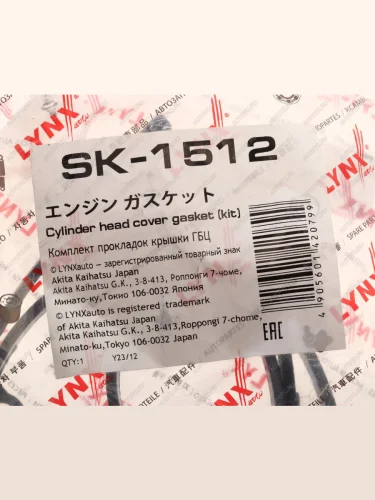 SK-1512
エンジン ガスケット
Cylinder head cover gasket (kit)
Комплект прокладок крышки ГБЦ
© LYNXauto – зарегистрированный товарный знак
Akita Kaihatsu Japan
Akita Kaihatsu G.K., 3-8-413, Роппонги 7-чоме,
Минато-ку,Токио 106-0032 Япония
© LYNXauto is registered trademark
of Akita Kaihatsu Japan
Akita Kaihatsu G.K., 3-8-413,Roppongi 7-chome,
Minato-ku,Tokyo 106-0032 Japan
QTY:1 Y23/12
4905601420799
EAC
LYNX
auto